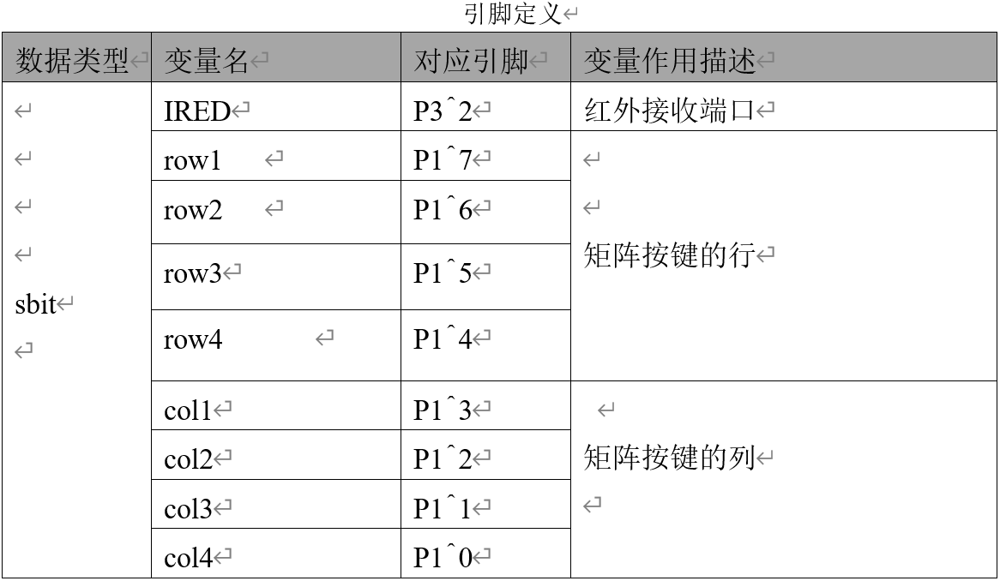 引脚定义
数据类型 变量名 对应引脚 变量作用描述
sbit
IRED P3^2 红外接收端口
row1 P1^7
row2 P1^6
row3 P1^5
row4 P1^4
矩阵按键的行
col1 P1^3
col2 P1^2
col3 P1^1
col4 P1^0
矩阵按键的列